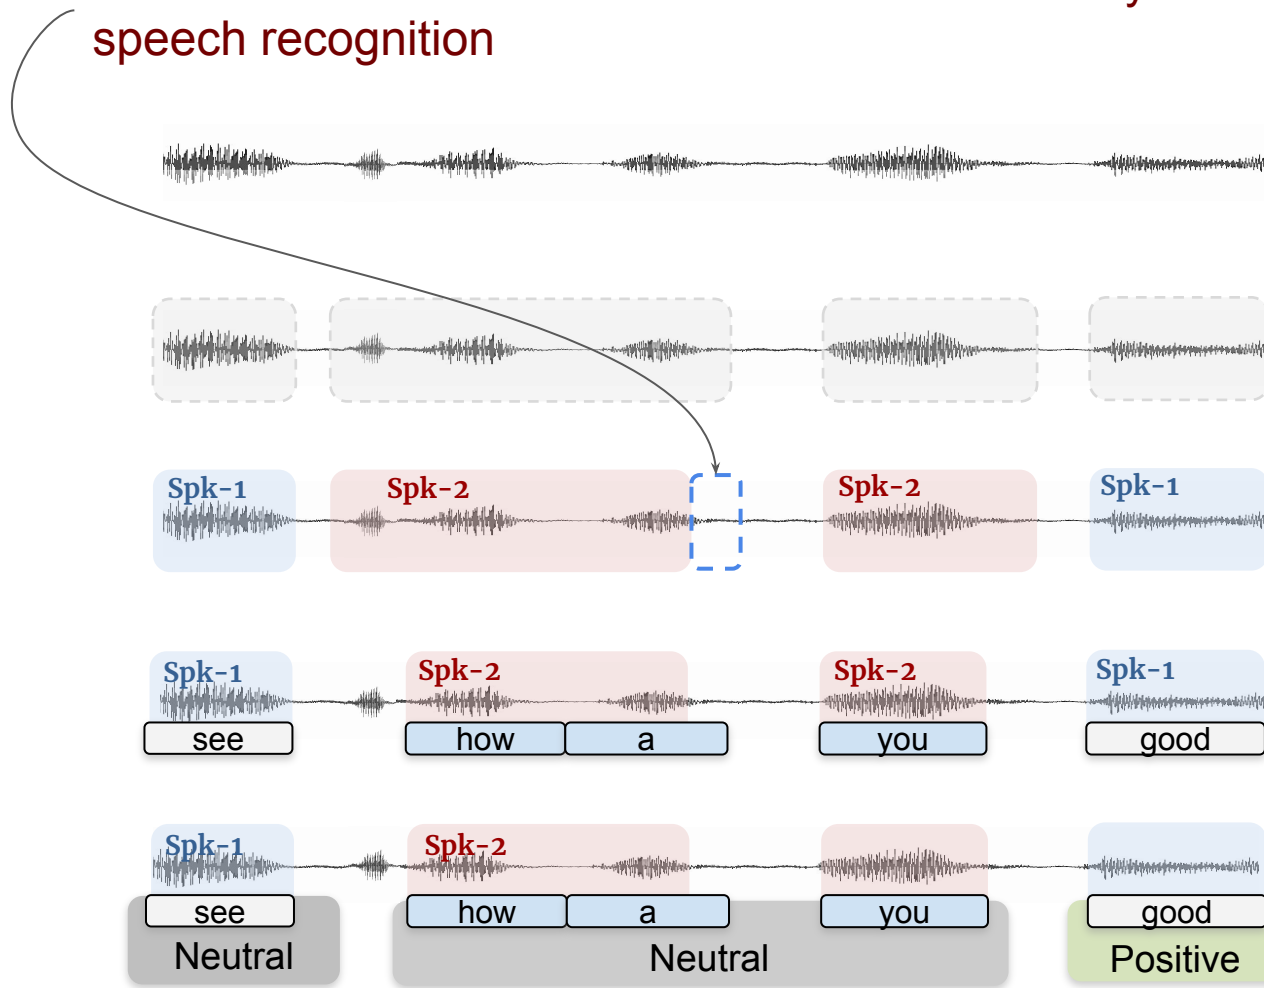 speech recognition
Spk-1 Spk-2 Spk-2 Spk-1
Spk-1 Spk-2 Spk-2 Spk-1
see how a you good
Spk-1 Spk-2
see how a you good
Neutral Neutral Positive